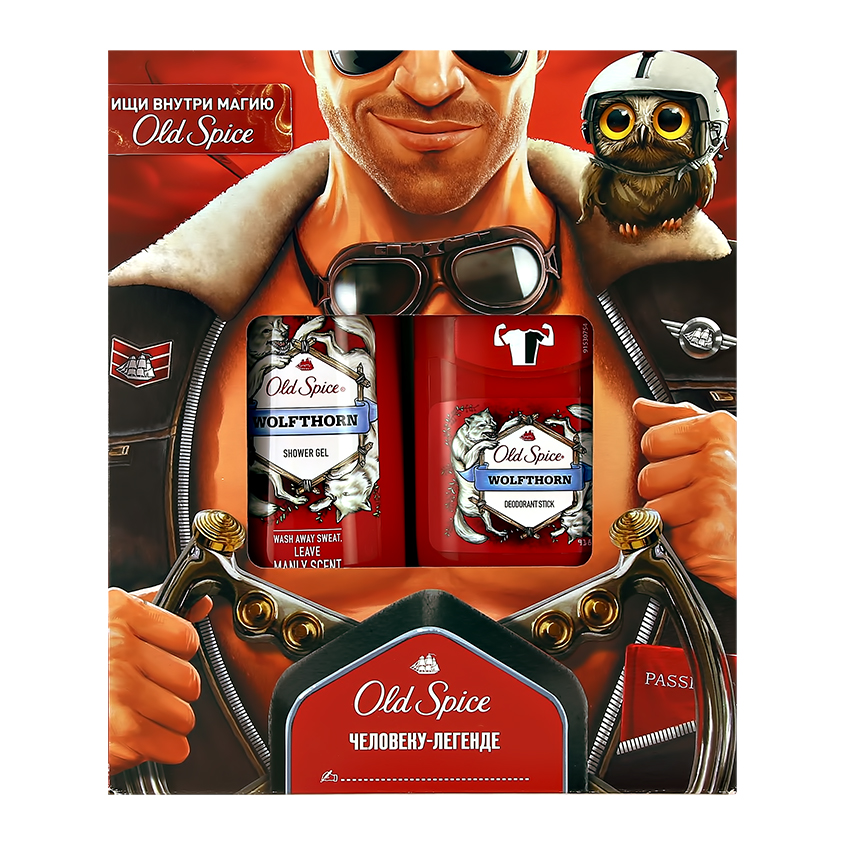 ИЩИ ВНУТРИ МАГИЮ
Old Spice
91530754
Old Spice®
WOLFTHORN
SHOWER GEL
WASH AWAY SWEAT,
LEAVE
MANLY SCENT
Old Spice®
WOLFTHORN
DEODORANT STICK
PASS
Old Spice
ЧЕЛОВЕКУ-ЛЕГЕНДЕ